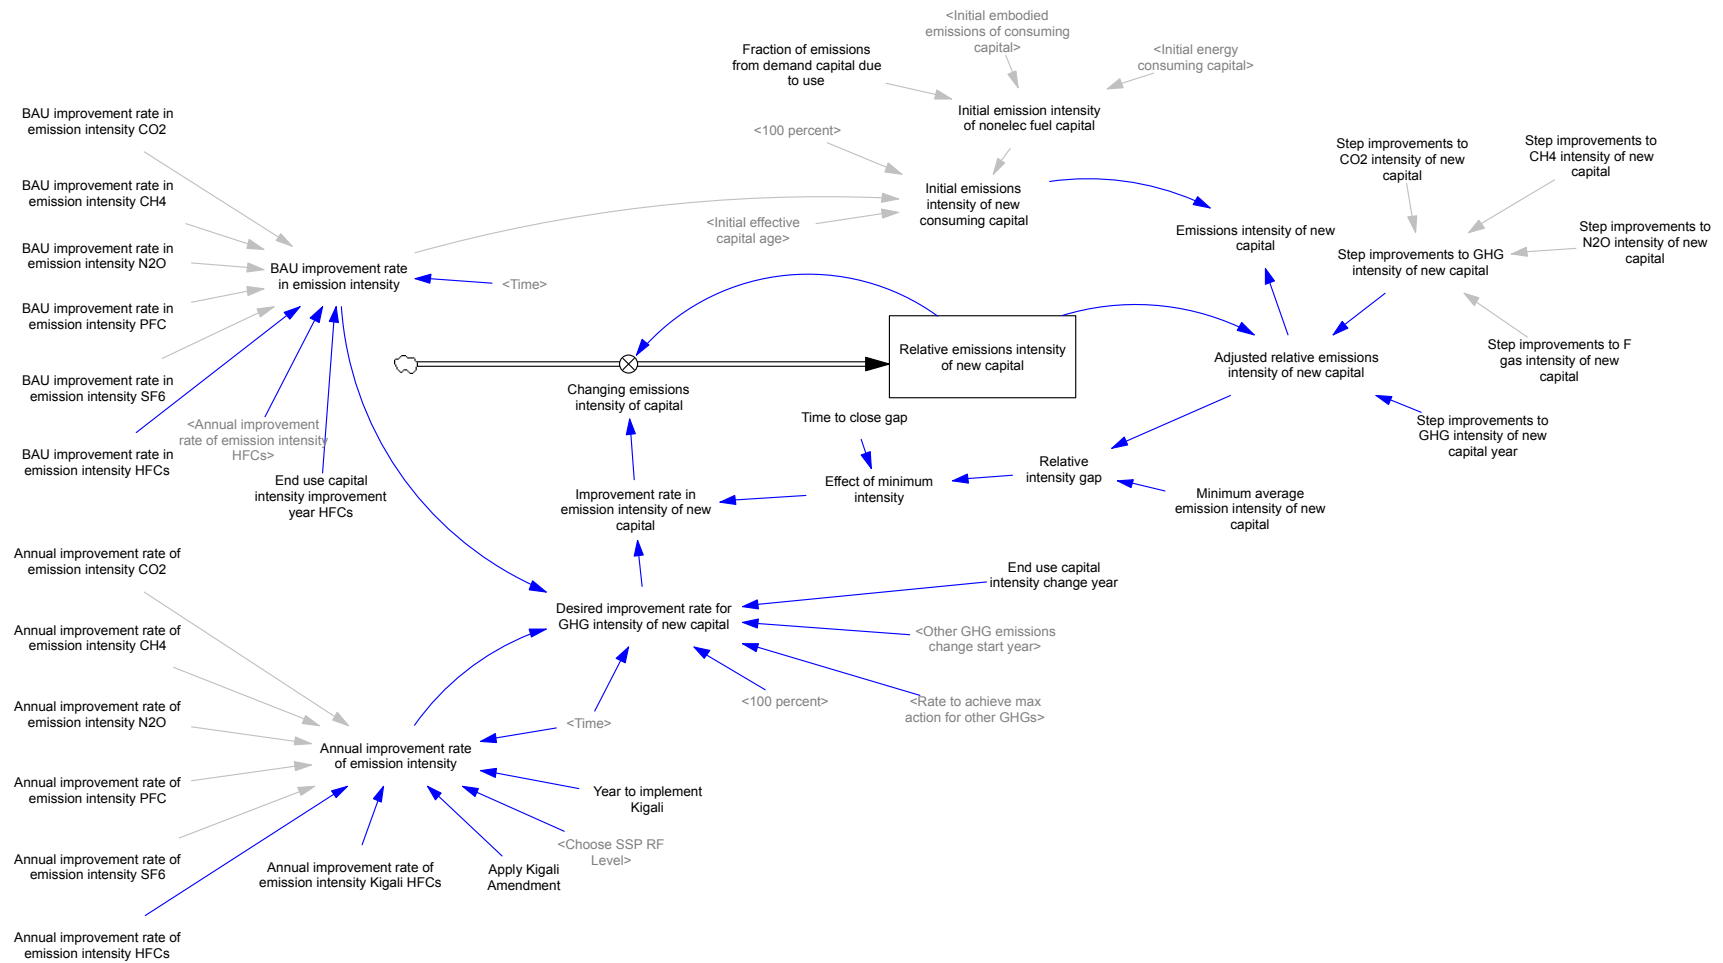 <Initial embodied
emissions of consuming
capital>
Fraction of emissions
from demand capital due
to use
<Initial energy
consuming capital>
Initial emission intensity
of nonelec fuel capital
<100 percent>
BAU improvement rate in
emission intensity CO2
BAU improvement rate in
emission intensity CH4
BAU improvement rate in
emission intensity N2O
BAU improvement rate in
emission intensity PFC
BAU improvement rate in
emission intensity SF6
BAU improvement rate in
emission intensity HFCs
BAU improvement rate
in emission intensity
<Time>
<Annual improvement
rate of emission intensity
HFCs>
End use capital
intensity improvement
year HFCs
Initial emissions
intensity of new
consuming capital
<Initial effective
capital age>
Step improvements to
CO2 intensity of new
capital
Step improvements to
CH4 intensity of new
capital
Step improvements to
N2O intensity of new
capital
Emissions intensity of new
capital
Step improvements to GHG
intensity of new capital
Step improvements to F
gas intensity of new
capital
Relative emissions intensity
of new capital
Adjusted relative emissions
intensity of new capital
Changing emissions
intensity of capital
Time to close gap
Step improvements to
GHG intensity of new
capital year
Relative
intensity gap
Effect of minimum
intensity
Minimum average
emission intensity of new
capital
Improvement rate in
emission intensity of new
capital
End use capital
intensity change year
Desired improvement rate for
GHG intensity of new capital
<Other GHG emissions
change start year>
<Rate to achieve max
action for other GHGs>
<100 percent>
<Time>
Annual improvement rate of
emission intensity CO2
Annual improvement rate of
emission intensity CH4
Annual improvement rate of
emission intensity N2O
Annual improvement rate of
emission intensity PFC
Annual improvement rate of
emission intensity SF6
Annual improvement rate of
emission intensity HFCs
Annual improvement rate
of emission intensity
Year to implement
Kigali
<Choose SSP RF
Level>
Apply Kigali
Amendment
Annual improvement rate of
emission intensity Kigali HFCs